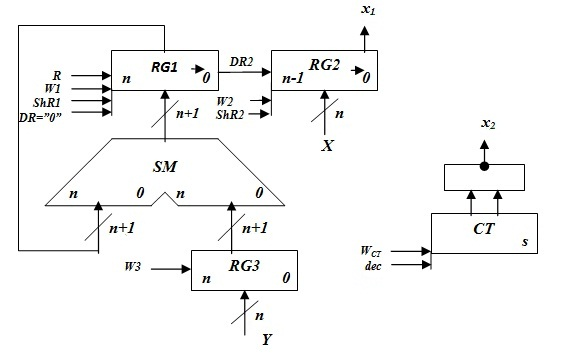 x₁
RG1
n 0
DR2
RG2
n-1 0
R
W1
ShR1
DR="0"
W2
ShR2
n+1
n
X
SM
n 0 n 0
n+1
n+1
W3
RG3
n 0
n
Y
x₂
CT
s
W_CT
dec